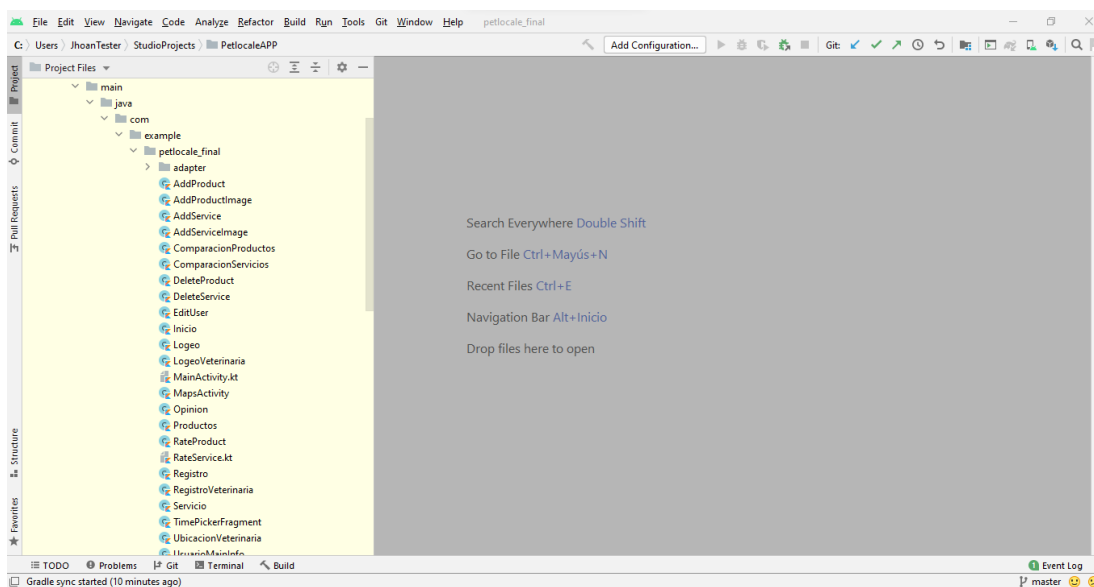 File Edit View Navigate Code Analyze Refactor Build Run Tools Git Window Help petlocale_final
C: Users JhoanTester StudioProjects PetlocaleAPP Add Configuration... Git:
Project Files
Project
Commit
Pull Requests
Structure
Favorites
main
java
com
example
petlocale_final
adapter
AddProduct
AddProductImage
AddService
AddServiceImage
ComparacionProductos
ComparacionServicios
DeleteProduct
DeleteService
EditUser
Inicio
Logeo
LogeoVeterinaria
MainActivity.kt
MapsActivity
Opinion
Productos
RateProduct
RateService.kt
Registro
RegistroVeterinaria
Servicio
TimePickerFragment
UbicacionVeterinaria
UsuarioMainInfo
Search Everywhere Double Shift
Go to File Ctrl+Mayús+N
Recent Files Ctrl+E
Navigation Bar Alt+Inicio
Drop files here to open
TODO Problems Git Terminal Build 1 Event Log
Gradle sync started (10 minutes ago) master